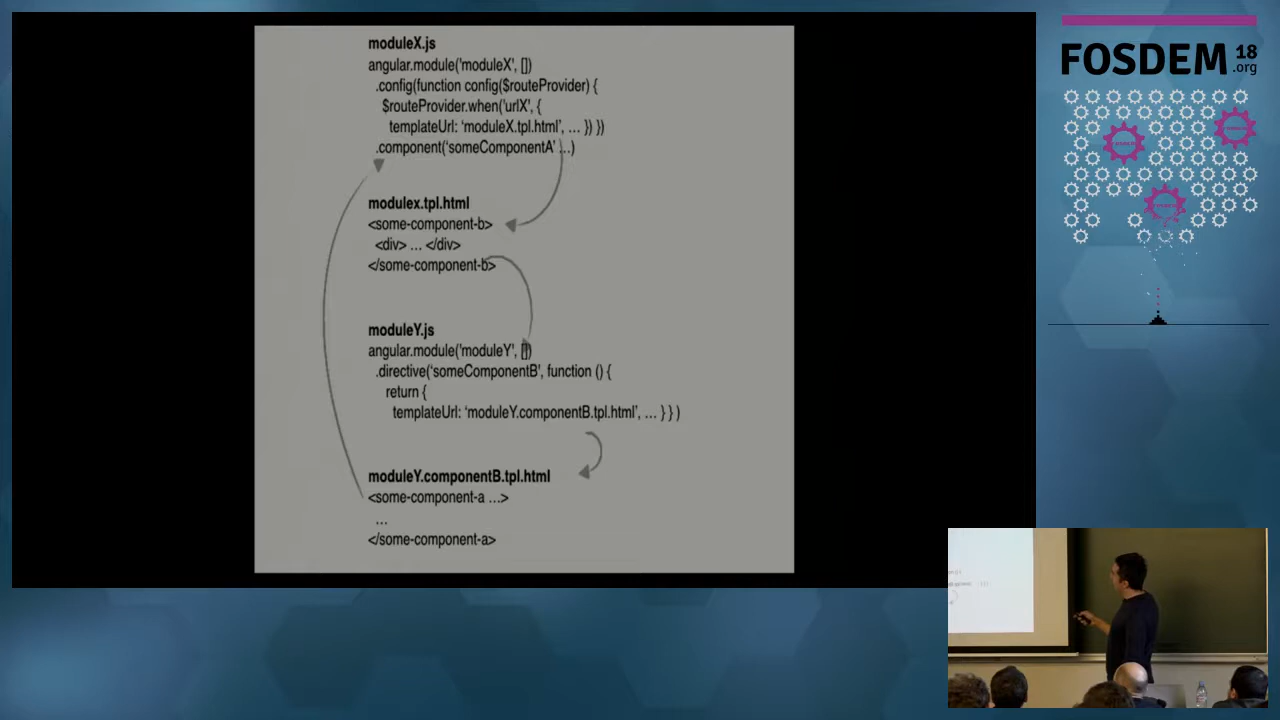 moduleX.js
angular.module('moduleX', [])
.config(function config($routeProvider) {
$routeProvider.when('urlX', {
templateUrl: 'moduleX.tpl.html', … }) })
.component('someComponentA' …)
modulex.tpl.html
<some-component-b>
<div> … </div>
</some-component-b>
moduleY.js
angular.module('moduleY', [])
.directive('someComponentB', function () {
return {
templateUrl: 'moduleY.componentB.tpl.html', … } } )
moduleY.componentB.tpl.html
<some-component-a …>
…
</some-component-a>
FOSDEM 18
.org